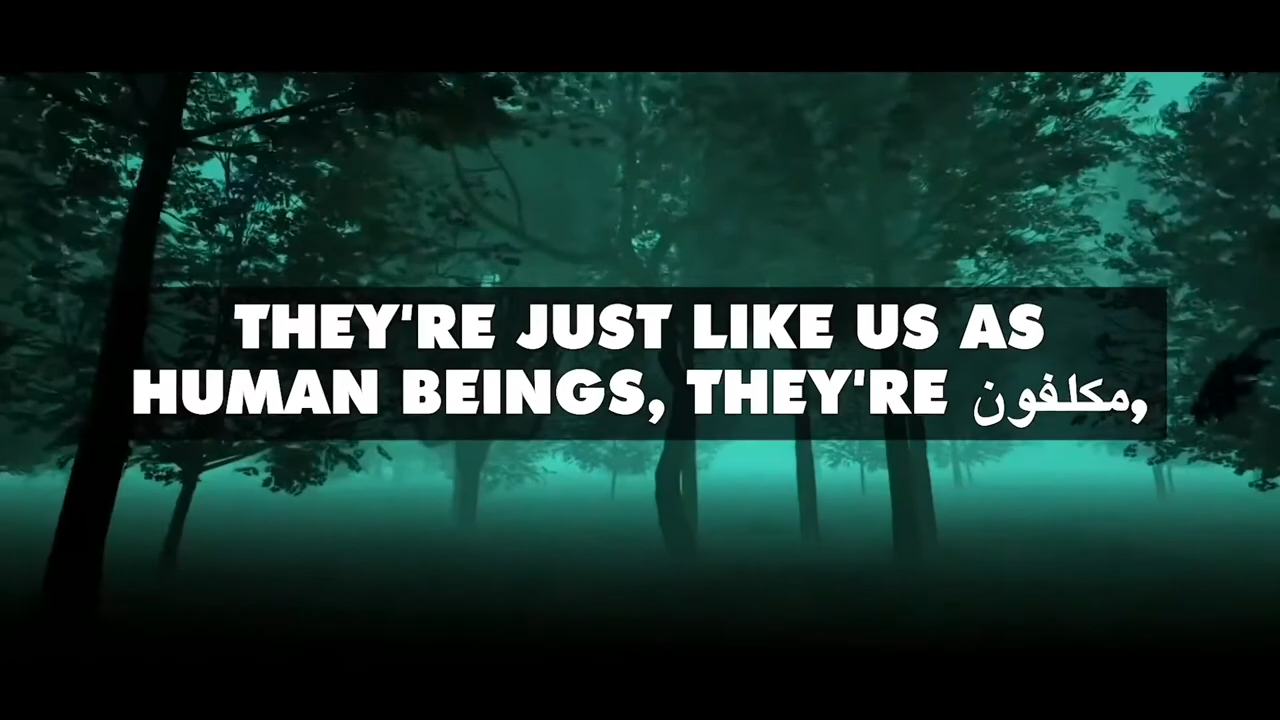 THEY'RE JUST LIKE US AS
HUMAN BEINGS, THEY'RE مكلفون,